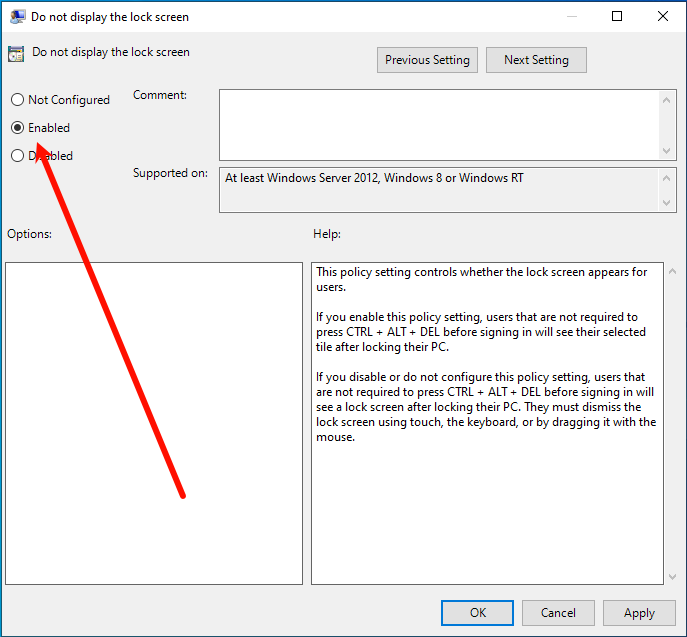 Do not display the lock screen
Do not display the lock screen
Previous Setting
Next Setting
Not Configured
Comment:
Enabled
Disabled
Supported on:
At least Windows Server 2012, Windows 8 or Windows RT
Options:
Help:
This policy setting controls whether the lock screen appears for
users.
If you enable this policy setting, users that are not required to
press CTRL + ALT + DEL before signing in will see their selected
tile after locking their PC.
If you disable or do not configure this policy setting, users that
are not required to press CTRL + ALT + DEL before signing in will
see a lock screen after locking their PC. They must dismiss the
lock screen using touch, the keyboard, or by dragging it with the
mouse.
OK
Cancel
Apply